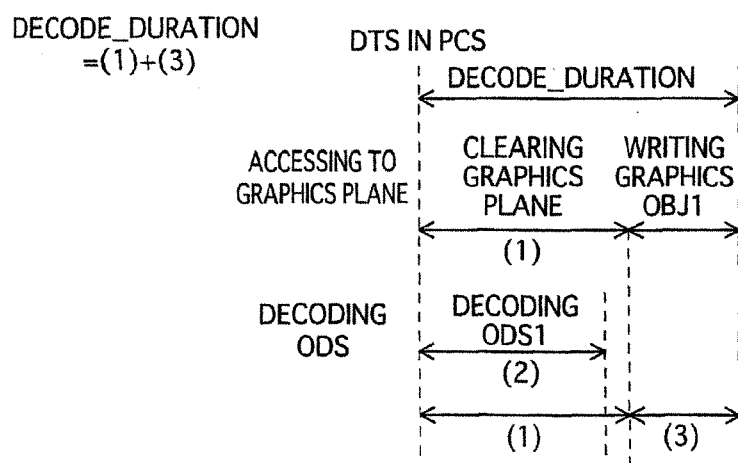 DECODE_DURATION
=(1)+(3)
DTS IN PCS
DECODE_DURATION
ACCESSING TO
GRAPHICS PLANE
CLEARING
GRAPHICS
PLANE
WRITING
GRAPHICS
OBJ1
(1)
DECODING
ODS
DECODING
ODS1
(2)
(1)
(3)